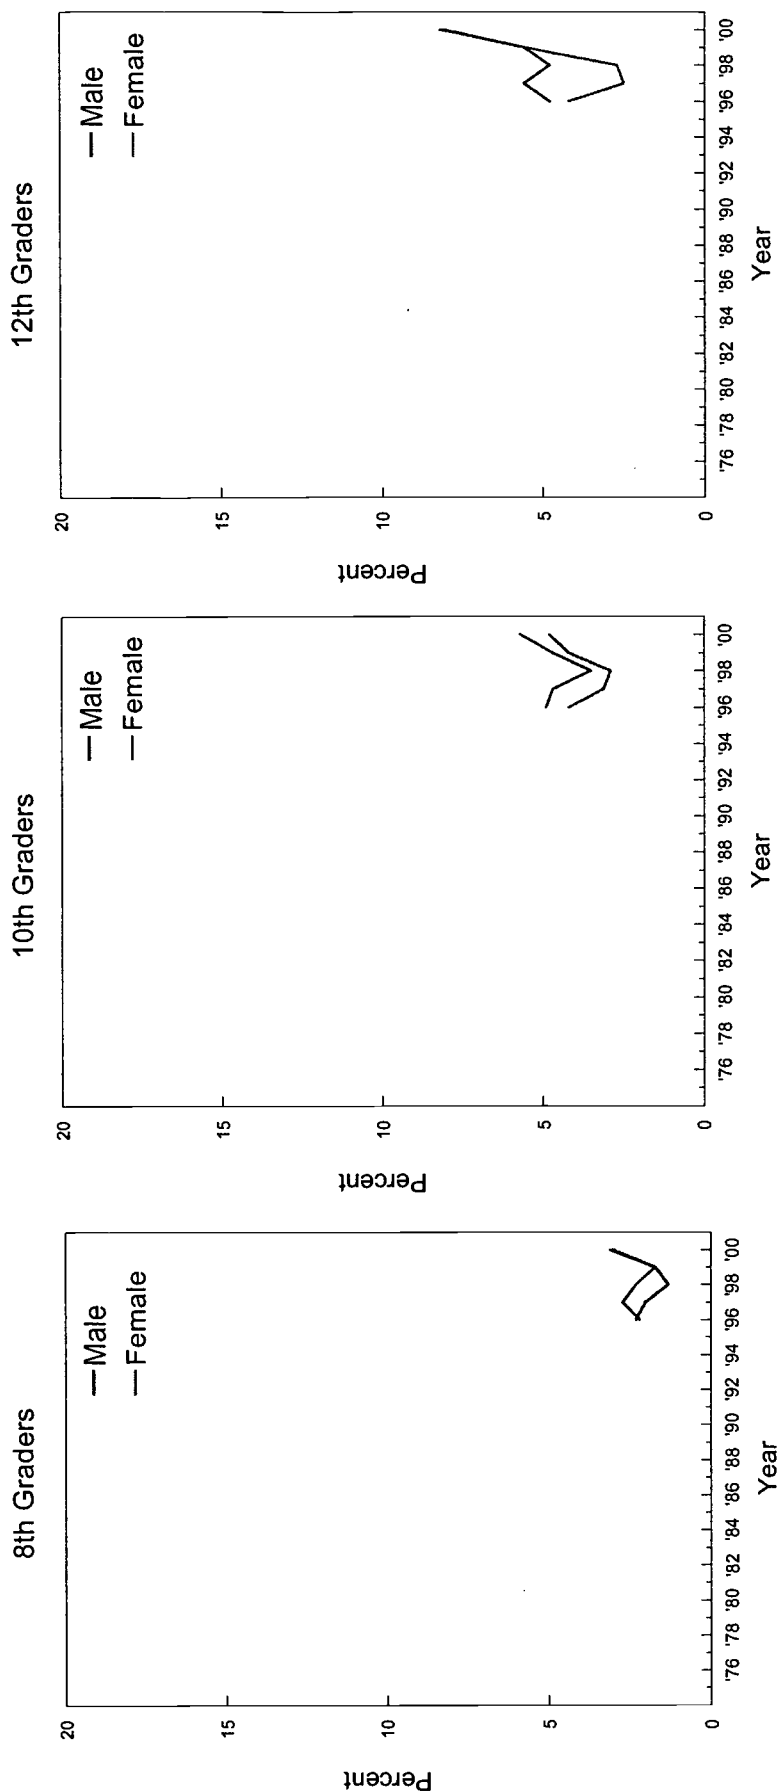 8th Graders
— Male
— Female
20
15
10
5
0
Percent
'76 '78 '80 '82 '84 '86 '88 '90 '92 '94 '96 '98 '00
Year
10th Graders
— Male
— Female
20
15
10
5
0
Percent
'76 '78 '80 '82 '84 '86 '88 '90 '92 '94 '96 '98 '00
Year
12th Graders
— Male
— Female
20
15
10
5
0
Percent
'76 '78 '80 '82 '84 '86 '88 '90 '92 '94 '96 '98 '00
Year